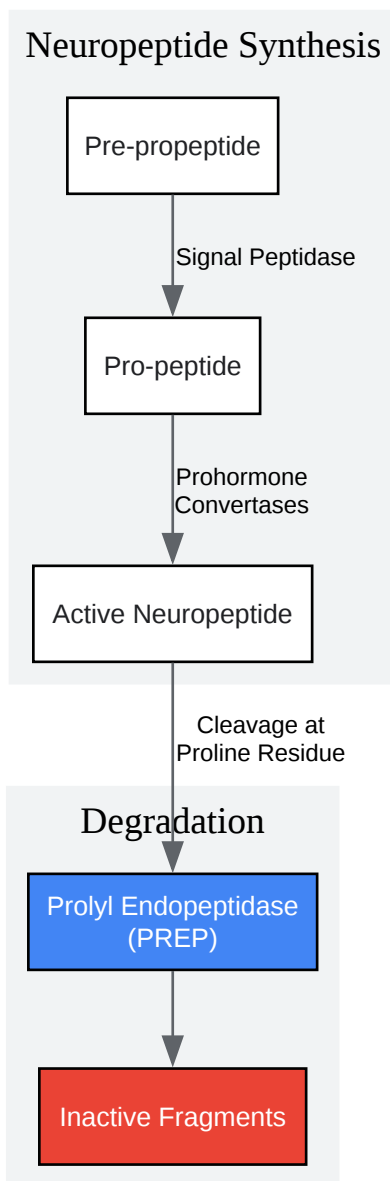 Neuropeptide Synthesis
Pre-propeptide
Signal Peptidase
Pro-peptide
Prohormone
Convertases
Active Neuropeptide
Cleavage at
Proline Residue
Degradation
Prolyl Endopeptidase
(PREP)
Inactive Fragments